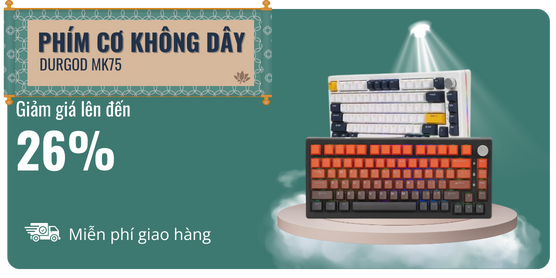 PHÍM CƠ KHÔNG DÂY
DURGOD MK75
Giảm giá lên đến
26%
Miễn phí giao hàng